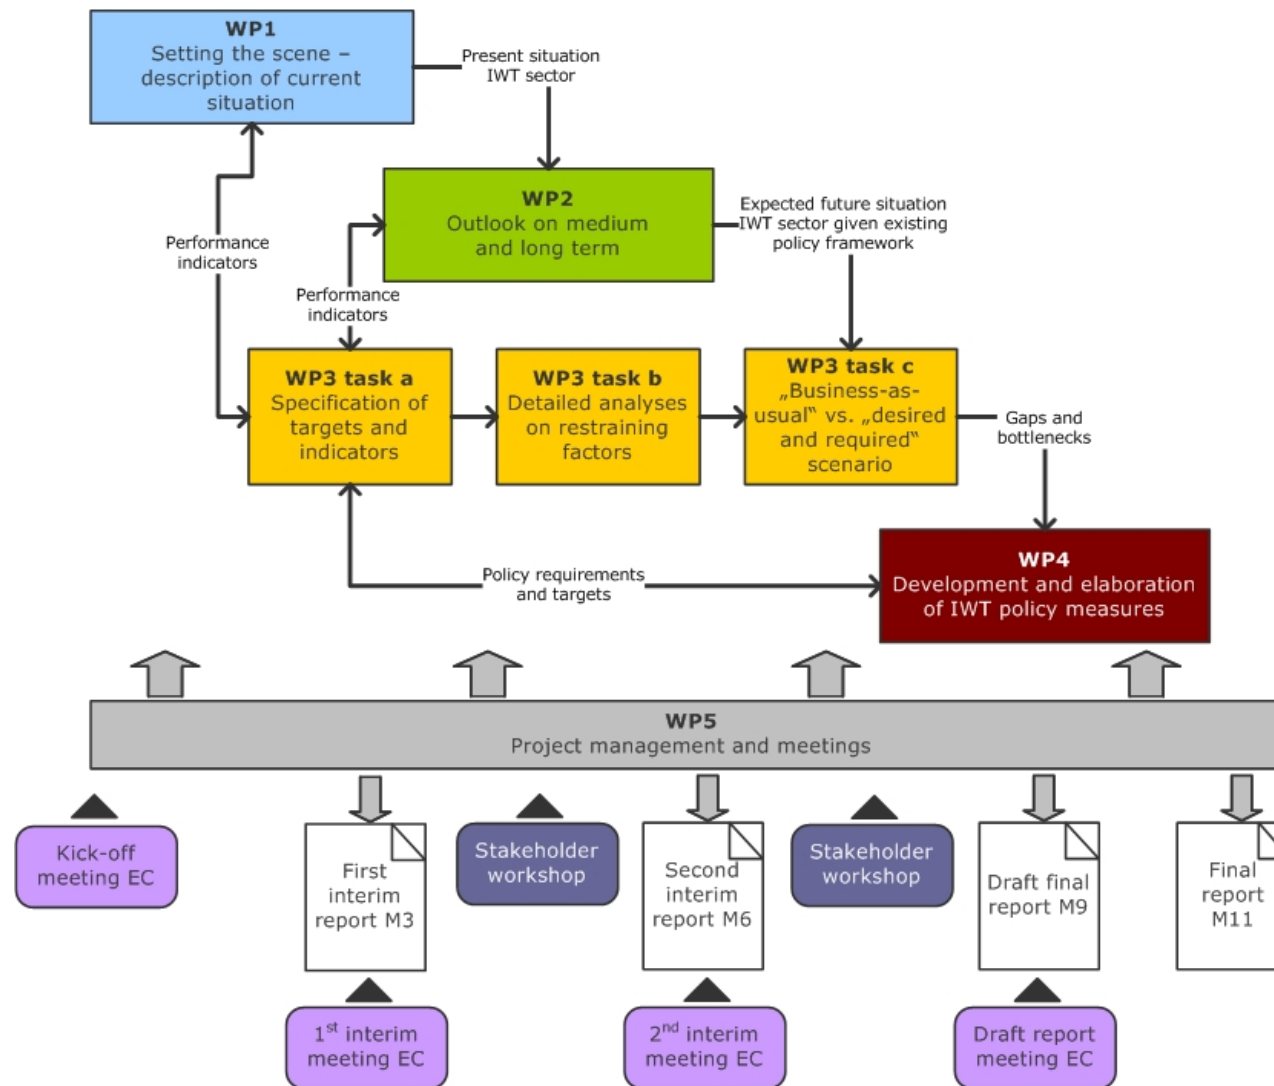 WP1
Setting the scene –
description of current
situation
Present situation
IWT sector
WP2
Outlook on medium
and long term
Expected future situation
IWT sector given existing
policy framework
Performance
indicators
Performance
indicators
WP3 task a
Specification of
targets and
indicators
WP3 task b
Detailed analyses
on restraining
factors
WP3 task c
„Business-as-
usual“ vs. „desired
and required“
scenario
Gaps and
bottlenecks
Policy requirements
and targets
WP4
Development and elaboration
of IWT policy measures
WP5
Project management and meetings
Kick-off
meeting EC
First
interim
report M3
Stakeholder
workshop
Second
interim
report M6
Stakeholder
workshop
Draft final
report M9
Final
report
M11
1st interim
meeting EC
2nd interim
meeting EC
Draft report
meeting EC